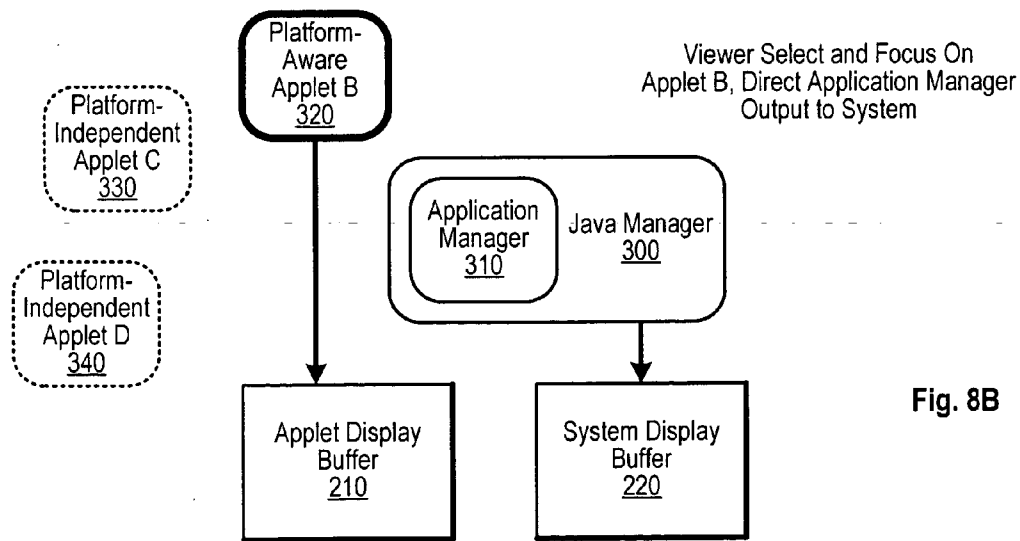 Platform-
Aware
Applet B
320
Viewer Select and Focus On
Applet B, Direct Application Manager
Output to System
Platform-
Independent
Applet C
330
Application
Manager
310
Java Manager
300
Platform-
Independent
Applet D
340
Applet Display
Buffer
210
System Display
Buffer
220
Fig. 8B